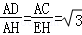 AD/AH = AC/EH = √3